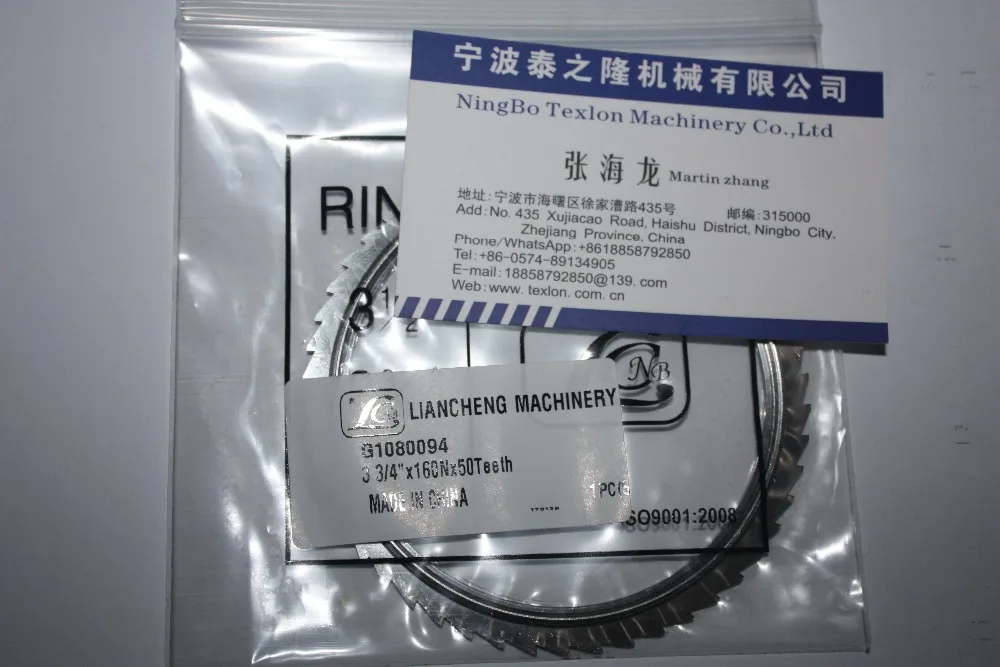 宁波泰之隆机械有限公司
NingBo Texlon Machinery Co.,Ltd
张海龙 Martin zhang
地址:宁波市海曙区徐家漕路435号 邮编:315000
Add:No. 435 Xujiacao Road, Haishu District, Ningbo City,
Zhejiang Province, China
Phone/WhatsApp:+8618858792850
Tel:+86-0574-89134905
E-mail:18858792850@139.com
Web:www.texlon.com.cn
RIN
3½
NB
LIANCHENG MACHINERY
G1080094
3 3/4"x160Nx50Teeth
MADE IN CHINA
1PC(S
ISO9001:2008